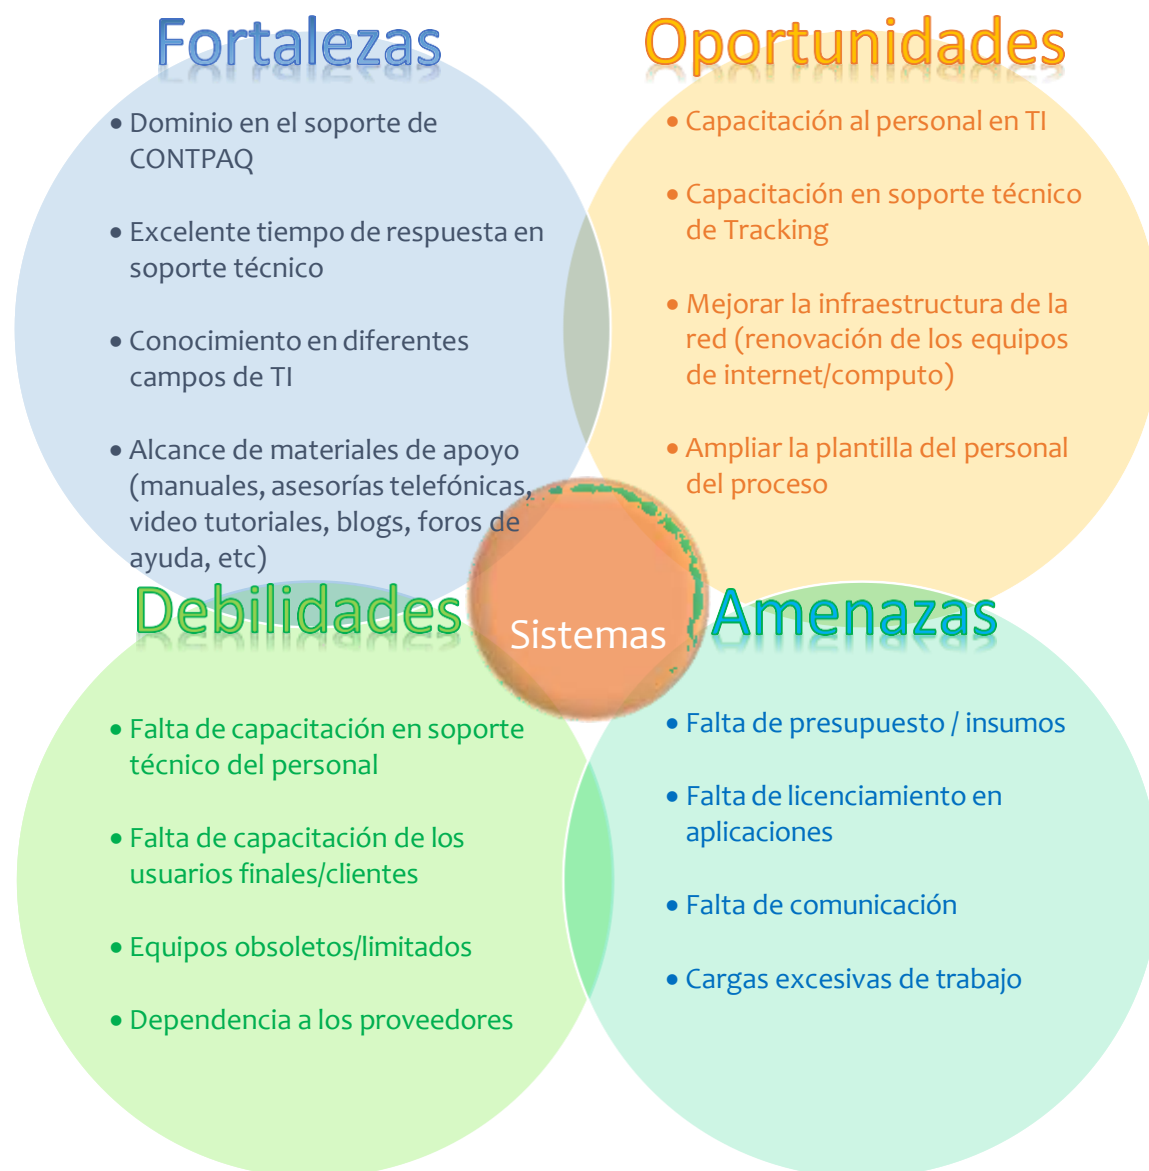 Fortalezas
• Dominio en el soporte de
CONTPAQ
• Excelente tiempo de respuesta en
soporte técnico
• Conocimiento en diferentes
campos de TI
• Alcance de materiales de apoyo
(manuales, asesorías telefónicas,
video tutoriales, blogs, foros de
ayuda, etc)
Oportunidades
• Capacitación al personal en TI
• Capacitación en soporte técnico
de Tracking
• Mejorar la infraestructura de la
red (renovación de los equipos
de internet/computo)
• Ampliar la plantilla del personal
del proceso
Sistemas
Debilidades
• Falta de capacitación en soporte
técnico del personal
• Falta de capacitación de los
usuarios finales/clientes
• Equipos obsoletos/limitados
• Dependencia a los proveedores
Amenazas
• Falta de presupuesto / insumos
• Falta de licenciamiento en
aplicaciones
• Falta de comunicación
• Cargas excesivas de trabajo